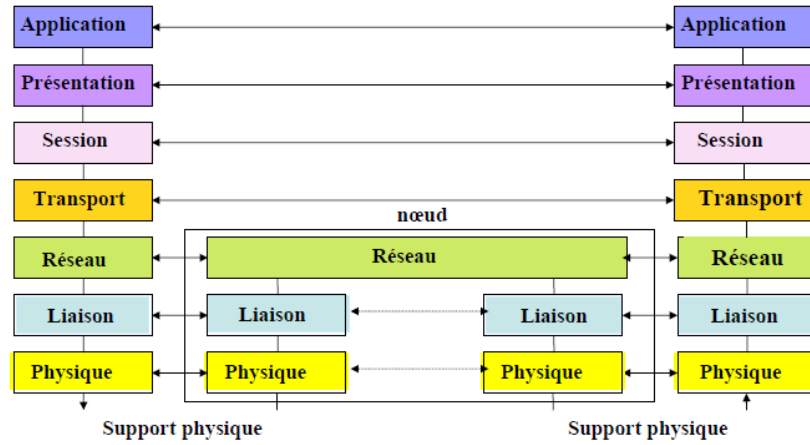 Application
Application
Présentation
Présentation
Session
Session
Transport
Transport
nœud
Réseau
Réseau
Réseau
Liaison
Liaison
Liaison
Liaison
Physique
Physique
Physique
Physique
Support physique
Support physique